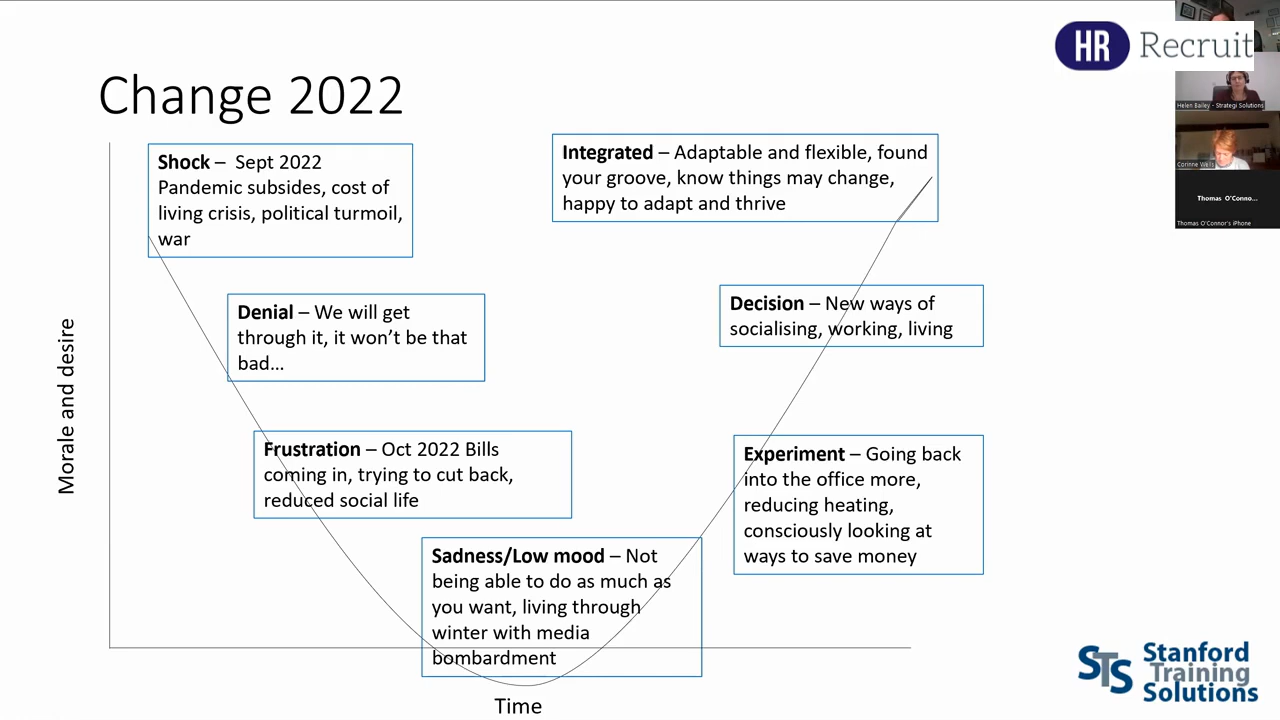 HR Recruit
Change 2022
Shock – Sept 2022
Pandemic subsides, cost of
living crisis, political turmoil,
war
Integrated – Adaptable and flexible, found
your groove, know things may change,
happy to adapt and thrive
Denial – We will get
through it, it won't be that
bad...
Decision – New ways of
socialising, working, living
Frustration – Oct 2022 Bills
coming in, trying to cut back,
reduced social life
Experiment – Going back
into the office more,
reducing heating,
consciously looking at
ways to save money
Sadness/Low mood – Not
being able to do as much as
you want, living through
winter with media
bombardment
Morale and desire
Time
Helen Bailey - Strategi Solutions
Corinne Wells
Thomas O'Conno...
Thomas O'Connor's iPhone
STS Stanford
Training
Solutions